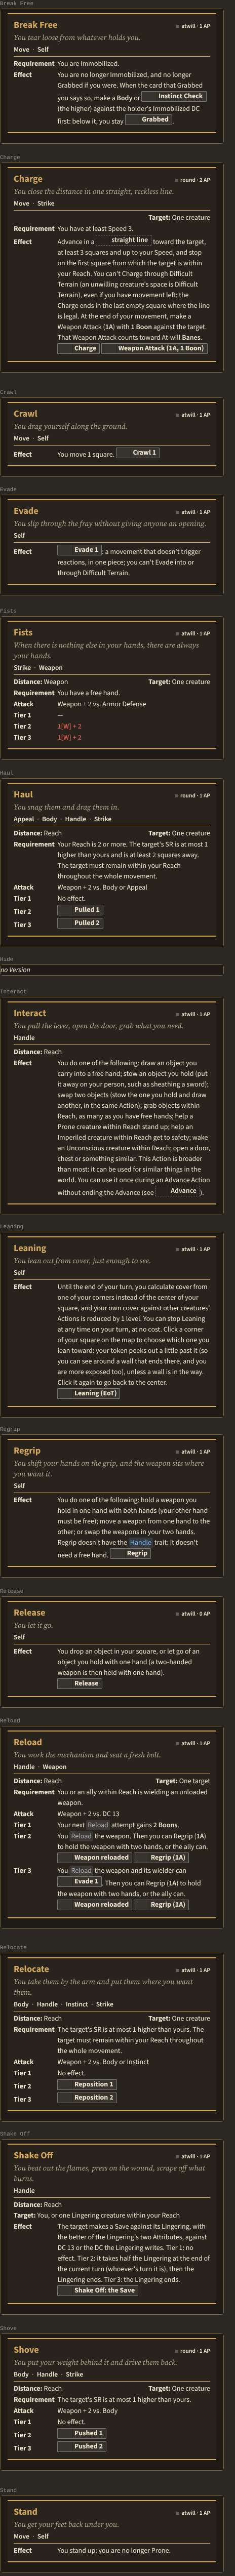 Break Free
Break Free
atwill · 1 AP
You tear loose from whatever holds you.
Move · Self
Requirement You are Immobilized.
Effect You are no longer Immobilized, and no longer
Grabbed if you were. When the card that Grabbed
you says so, make a Body or Instinct Check
(the higher) against the holder's Immobilized DC
first: below it, you stay Grabbed.
Charge
Charge
round · 2 AP
You close the distance in one straight, reckless line.
Move · Strike
Target: One creature
Requirement You have at least Speed 3.
Effect Advance in a straight line toward the target,
at least 3 squares and up to your Speed, and stop
on the first square from which the target is within
your Reach. You can't Charge through Difficult
Terrain (an unwilling creature's space is Difficult
Terrain), even if you have movement left; the
Charge ends in the last empty square where the line
is legal. At the end of your movement, make a
Weapon Attack (1A) with 1 Boon against the target.
That Weapon Attack counts toward At-will Banes.
Charge Weapon Attack (1A, 1 Boon)
Crawl
Crawl
atwill · 1 AP
You drag yourself along the ground.
Move · Self
Effect You move 1 square. Crawl 1
Evade
Evade
atwill · 1 AP
You slip through the fray without giving anyone an opening.
Self
Effect Evade 1: a movement that doesn't trigger
reactions, in one piece; you can't Evade into or
through Difficult Terrain.
Fists
Fists
atwill · 1 AP
When there is nothing else in your hands, there are always
your hands.
Strike · Weapon
Distance: Weapon Target: One creature
Requirement You have a free hand.
Attack Weapon + 2 vs. Armor Defense
Tier 1 —
Tier 2 1[W] + 2
Tier 3 1[W] + 2
Haul
Haul
round · 1 AP
You snag them and drag them in.
Appeal · Body · Handle · Strike
Distance: Reach Target: One creature
Requirement Your Reach is 2 or more. The target's SR is at most 1
higher than yours and is at least 2 squares away.
The target must remain within your Reach
throughout the whole movement.
Attack Weapon + 2 vs. Body or Appeal
Tier 1 No effect.
Tier 2 Pulled 1
Tier 3 Pulled 2
Hide
no Version
Interact
Interact
atwill · 1 AP
You pull the lever, open the door, grab what you need.
Handle
Distance: Reach
Effect You do one of the following: draw an object you
carry into a free hand; stow an object you hold (put
it away on your person, such as sheathing a sword);
swap two objects (stow the one you hold and draw
another, in the same Action); grab objects within
Reach, as many as you have free hands; help a
Prone creature within Reach stand up; help an
Imperiled creature within Reach get to safety; wake
an Unconscious creature within Reach; open a door,
chest or something similar. This Action is broader
than most: it can be used for similar things in the
world. You can use it once during an Advance Action
without ending the Advance (see Advance).
Leaning
Leaning
atwill · 1 AP
You lean out from cover, just enough to see.
Self
Effect Until the end of your turn, you calculate cover from
one of your corners instead of the center of your
square, and your own cover against other creatures'
Actions is reduced by 1 level. You can stop Leaning
at any time on your turn, at no cost. Click a corner
of your square on the map to choose which one you
lean toward: your token peeks out a little past it (so
you can see around a wall that ends there, and you
are more exposed too), unless a wall is in the way.
Click it again to go back to the center.
Leaning (EoT)
Regrip
Regrip
atwill · 1 AP
You shift your hands on the grip, and the weapon sits where
you want it.
Self
Effect You do one of the following: hold a weapon you
hold in one hand with both hands (your other hand
must be free); move a weapon from one hand to the
other; or swap the weapons in your two hands.
Regrip doesn't have the Handle trait: it doesn't
need a free hand. Regrip
Release
Release
atwill · 0 AP
You let it go.
Self
Effect You drop an object in your square, or let go of an
object you hold with one hand (a two-handed
weapon is then held with one hand).
Release
Reload
Reload
atwill · 1 AP
You work the mechanism and seat a fresh bolt.
Handle · Weapon
Distance: Reach Target: One target
Requirement You or an ally within Reach is wielding an unloaded
weapon.
Attack Weapon + 2 vs. DC 13
Tier 1 Your next Reload attempt gains 2 Boons.
Tier 2 You Reload the weapon. Then you can Regrip (1A)
to hold the weapon with two hands, or the ally can.
Weapon reloaded Regrip (1A)
Tier 3 You Reload the weapon and its wielder can
Evade 1. Then you can Regrip (1A) to hold
the weapon with two hands, or the ally can.
Weapon reloaded Regrip (1A)
Relocate
Relocate
atwill · 1 AP
You take them by the arm and put them where you want
them.
Body · Handle · Instinct · Strike
Distance: Reach Target: One creature
Requirement The target's SR is at most 1 higher than yours. The
target must remain within your Reach throughout
the whole movement.
Attack Weapon + 2 vs. Body or Instinct
Tier 1 No effect.
Tier 2 Reposition 1
Tier 3 Reposition 2
Shake Off
Shake Off
atwill · 1 AP
You beat out the flames, press on the wound, scrape off what
burns.
Handle
Distance: Reach
Target: You, or one Lingering creature within your Reach
Effect The target makes a Save against its Lingering, with
the better of the Lingering's two Attributes, against
DC 13 or the DC the Lingering writes. Tier 1: no
effect. Tier 2: it takes half the Lingering at the end of
the current turn (whoever's turn it is), then the
Lingering ends. Tier 3: the Lingering ends.
Shake Off: the Save
Shove
Shove
round · 1 AP
You put your weight behind it and drive them back.
Body · Handle · Strike
Distance: Reach Target: One creature
Requirement The target's SR is at most 1 higher than yours.
Attack Weapon + 2 vs. Body
Tier 1 No effect.
Tier 2 Pushed 1
Tier 3 Pushed 2
Stand
Stand
atwill · 1 AP
You get your feet back under you.
Move · Self
Effect You stand up: you are no longer Prone.